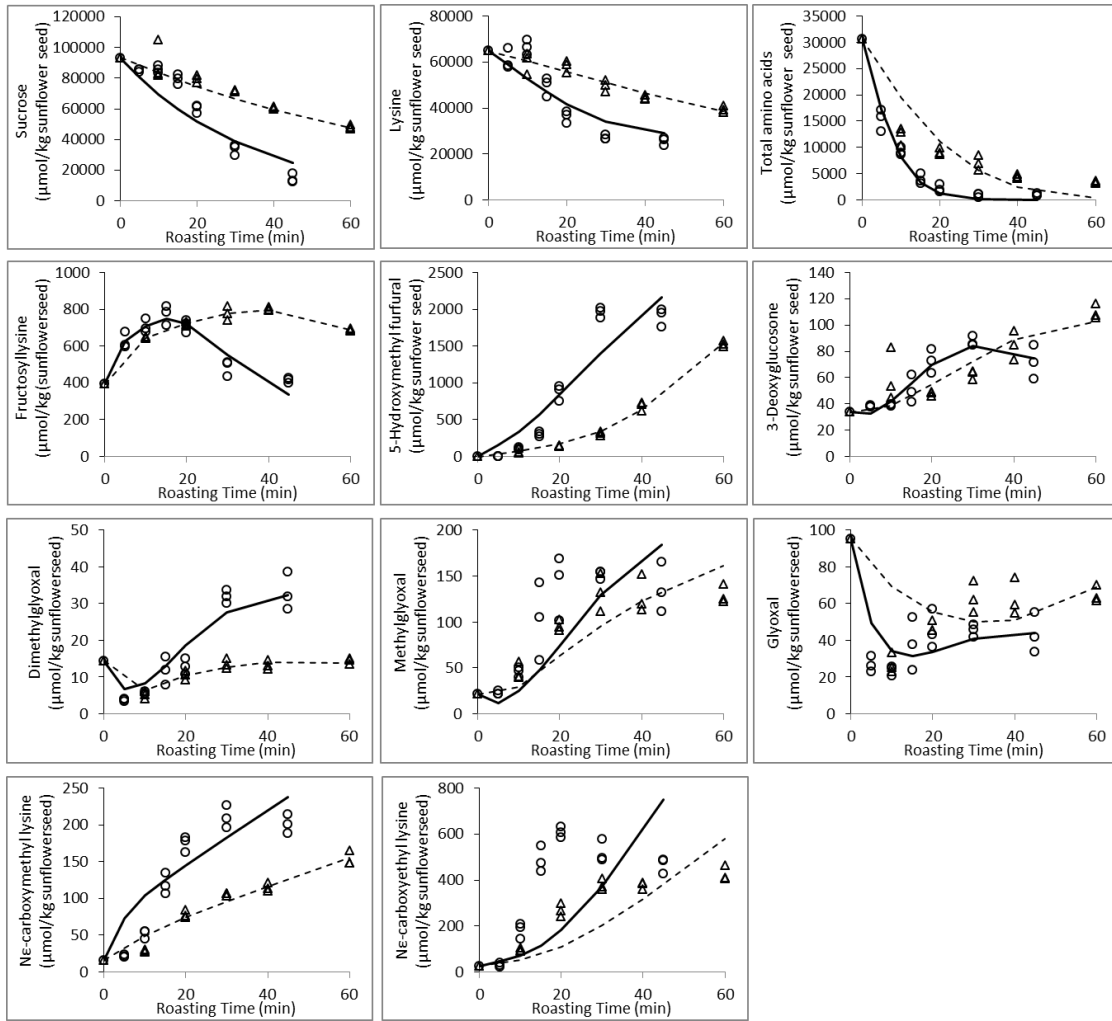 Sucrose
(µmol/kg sunflower seed)
120000
100000
80000
60000
40000
20000
0
0 20 40 60
Roasting Time (min)
Lysine
(µmol/kg sunflower seed)
80000
60000
40000
20000
0
0 20 40 60
Roasting Time (min)
Total amino acids
(µmol/kg sunflower seed)
35000
30000
25000
20000
15000
10000
5000
0
0 20 40 60
Roasting Time (min)
Fructosyllysine
(µmol/kg (sunflowerseed)
1000
800
600
400
200
0
0 20 40 60
Roasting Time (min)
5-Hydroxymethyl furfural
(µmol/kg sunflowerseed)
2500
2000
1500
1000
500
0
0 20 40 60
Roasting Time (min)
3-Deoxyglucosone
(µmol/kg sunflower seed)
140
120
100
80
60
40
20
0
0 20 40 60
Roasting Time (min)
Dimethylglyoxal
(µmol/kg sunflowerseed)
50
40
30
20
10
0
0 20 40 60
Roasting Time (min)
Methylglyoxal
(µmol/kg sunflowerseed)
200
150
100
50
0
0 20 40 60
Roasting Time (min)
Glyoxal
(µmol/kg sunflowerseed)
100
80
60
40
20
0
0 20 40 60
Roasting Time (min)
Nε-carboxymethyl lysine
(µmol/kg sunflowerseed)
250
200
150
100
50
0
0 20 40 60
Roasting Time (min)
Nε-carboxyethyl lysine
(µmol/kg sunflowerseed)
800
600
400
200
0
0 20 40 60
Roasting Time (min)